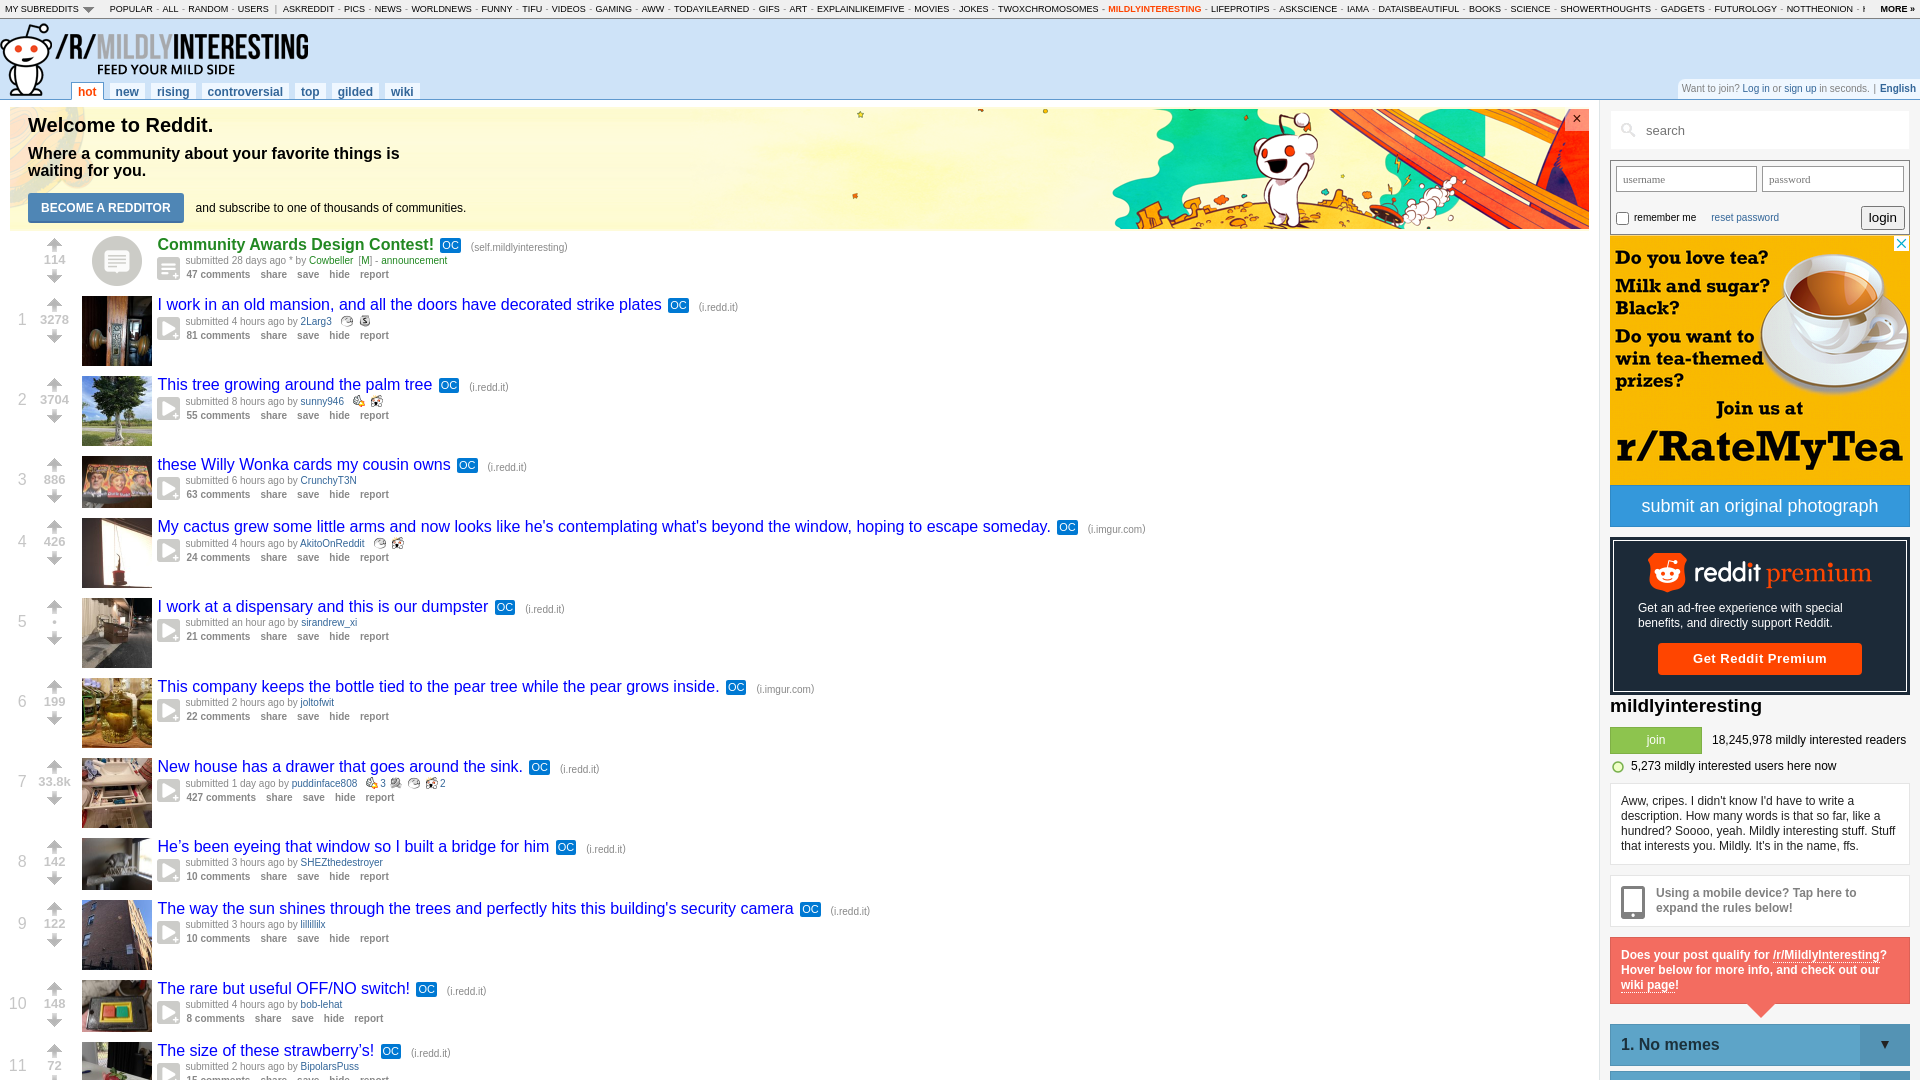 MY SUBREDDITS POPULAR - ALL - RANDOM - USERS | ASKREDDIT - PICS - NEWS - WORLDNEWS - FUNNY - TIFU - VIDEOS - GAMING - AWW - TODAYILEARNED - GIFS - ART - EXPLAINLIKEIMFIVE - MOVIES - JOKES - TWOXCHROMOSOMES - MILDLYINTERESTING - LIFEPROTIPS - ASKSCIENCE - IAMA - DATAISBEAUTIFUL - BOOKS - SCIENCE - SHOWERTHOUGHTS - GADGETS - FUTUROLOGY - NOTTHEONION - MORE »
/R/MILDLYINTERESTING
FEED YOUR MILD SIDE
hot new rising controversial top gilded wiki
Want to join? Log in or sign up in seconds. | English
Welcome to Reddit.
Where a community about your favorite things is
waiting for you.
BECOME A REDDITOR and subscribe to one of thousands of communities.
×
114
Community Awards Design Contest! OC (self.mildlyinteresting)
submitted 28 days ago * by Cowbeller [M] - announcement
47 comments share save hide report
1 3278
I work in an old mansion, and all the doors have decorated strike plates OC (i.redd.it)
submitted 4 hours ago by 2Larg3
81 comments share save hide report
2 3704
This tree growing around the palm tree OC (i.redd.it)
submitted 8 hours ago by sunny946
55 comments share save hide report
3 886
these Willy Wonka cards my cousin owns OC (i.redd.it)
submitted 6 hours ago by CrunchyT3N
63 comments share save hide report
4 426
My cactus grew some little arms and now looks like he's contemplating what's beyond the window, hoping to escape someday. OC (i.imgur.com)
submitted 4 hours ago by AkitoOnReddit
24 comments share save hide report
5 •
I work at a dispensary and this is our dumpster OC (i.redd.it)
submitted an hour ago by sirandrew_xi
21 comments share save hide report
6 199
This company keeps the bottle tied to the pear tree while the pear grows inside. OC (i.imgur.com)
submitted 2 hours ago by joltofwit
22 comments share save hide report
7 33.8k
New house has a drawer that goes around the sink. OC (i.redd.it)
submitted 1 day ago by puddinface808 3 2
427 comments share save hide report
8 142
He’s been eyeing that window so I built a bridge for him OC (i.redd.it)
submitted 3 hours ago by SHEZthedestroyer
10 comments share save hide report
9 122
The way the sun shines through the trees and perfectly hits this building's security camera OC (i.redd.it)
submitted 3 hours ago by lillillilx
10 comments share save hide report
10 148
The rare but useful OFF/NO switch! OC (i.redd.it)
submitted 4 hours ago by bob-lehat
8 comments share save hide report
11 72
The size of these strawberry’s! OC (i.redd.it)
submitted 2 hours ago by BipolarsPuss
15 comments share save hide report
search
username password
remember me reset password login
Do you love tea?
Milk and sugar?
Black?
Do you want to
win tea-themed
prizes?
Join us at
r/RateMyTea
submit an original photograph
reddit premium
Get an ad-free experience with special
benefits, and directly support Reddit.
Get Reddit Premium
mildlyinteresting
join 18,245,978 mildly interested readers
5,273 mildly interested users here now
Aww, cripes. I didn't know I'd have to write a
description. How many words is that so far, like a
hundred? Soooo, yeah. Mildly interesting stuff. Stuff
that interests you. Mildly. It's in the name, ffs.
Using a mobile device? Tap here to
expand the rules below!
Does your post qualify for /r/MildlyInteresting?
Hover below for more info, and check out our
wiki page!
1. No memes ▼